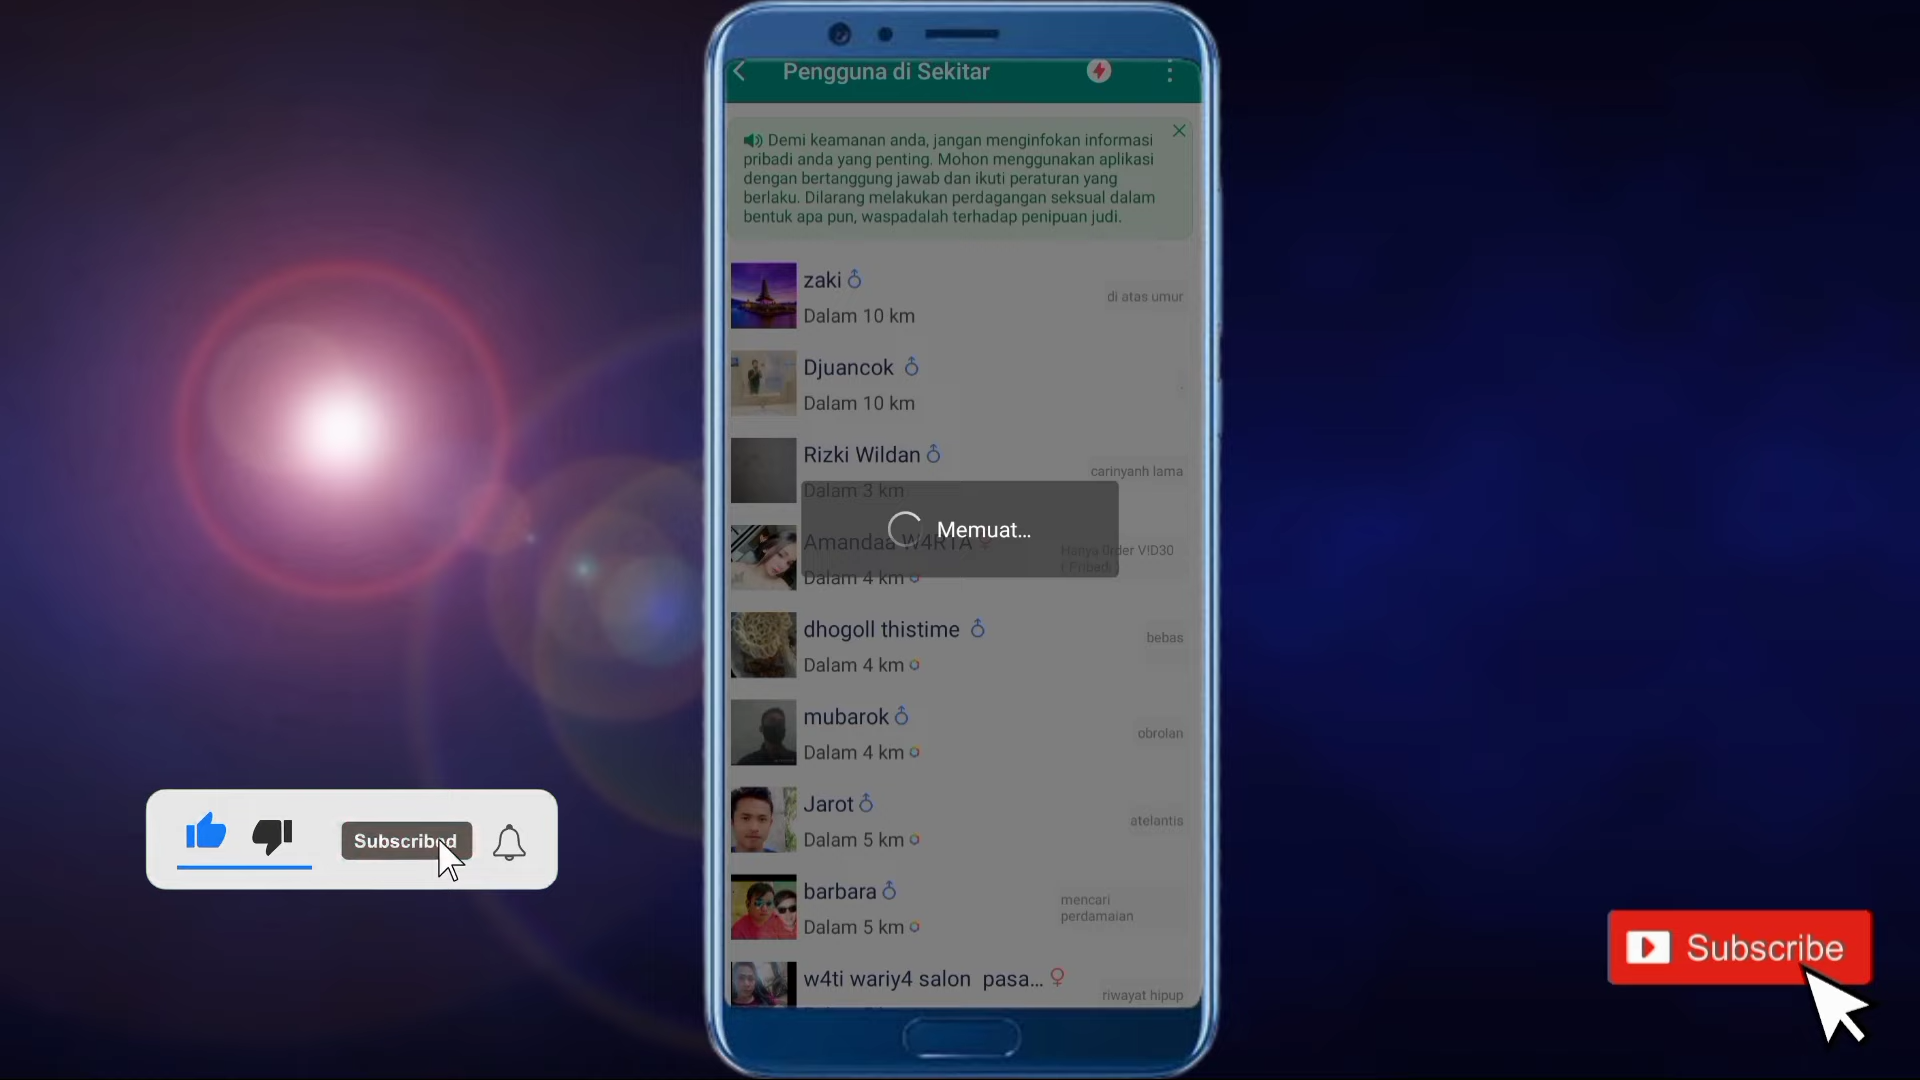 Pengguna di Sekitar
Demi keamanan anda, jangan menginfokan informasi
pribadi anda yang penting. Mohon menggunakan aplikasi
dengan bertanggung jawab dan ikuti peraturan yang
berlaku. Dilarang melakukan perdagangan seksual dalam
bentuk apa pun, waspadalah terhadap penipuan judi.
zaki
di atas umur
Dalam 10 km
Djuancok
.
Dalam 10 km
Rizki Wildan
carinyanh lama
Dalam 3 km
Memuat...
Amandaa W4RTA
Hanya 0rder V!D30
Dalam 4 km
dhogoll thistime
bebas
Dalam 4 km
mubarok
obrolan
Dalam 4 km
Jarot
atelantis
Dalam 5 km
barbara
mencari
perdamaian
Dalam 5 km
w4ti wariy4 salon pasa...
riwayat hipup
Subscribed
Subscribe